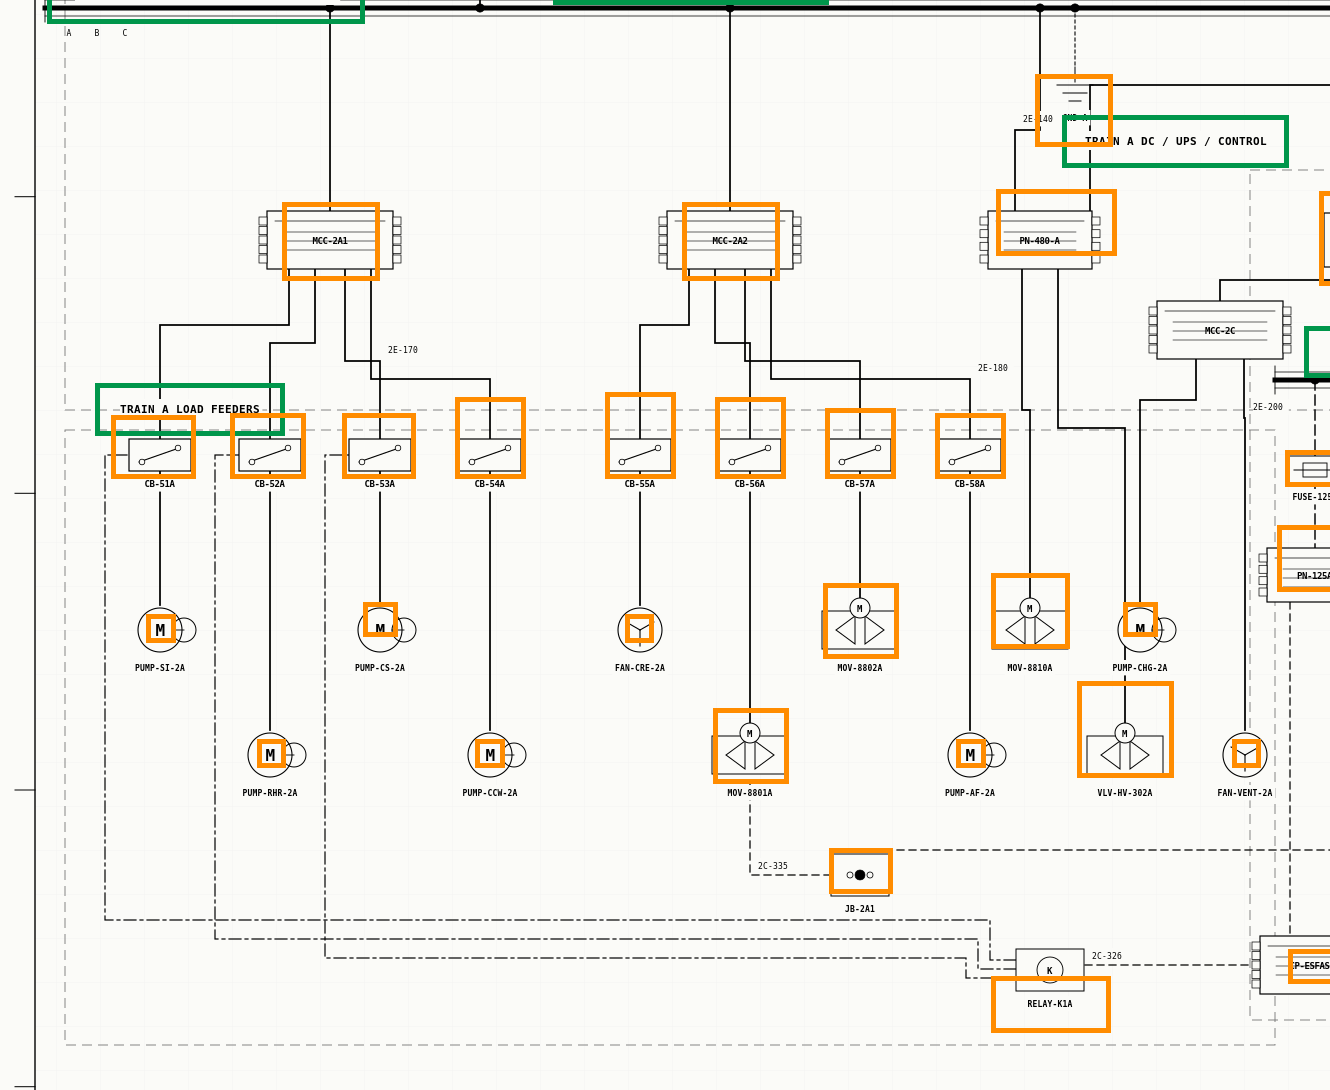 A B C
2E-140
TRAIN A DC / UPS / CONTROL
MCC-2A1
MCC-2A2
PN-480-A
MCC-2C
2E-170
2E-180
2E-200
TRAIN A LOAD FEEDERS
CB-51A
CB-52A
CB-53A
CB-54A
CB-55A
CB-56A
CB-57A
CB-58A
FUSE-125
PN-125A
M
M
M
M
M
PUMP-SI-2A
PUMP-CS-2A
FAN-CRE-2A
MOV-8802A
MOV-8810A
PUMP-CHG-2A
M
M
M
M
M
PUMP-RHR-2A
PUMP-CCW-2A
MOV-8801A
PUMP-AF-2A
VLV-HV-302A
FAN-VENT-2A
2C-335
JB-2A1
2C-326
K
RELAY-K1A
CP-ESFAS